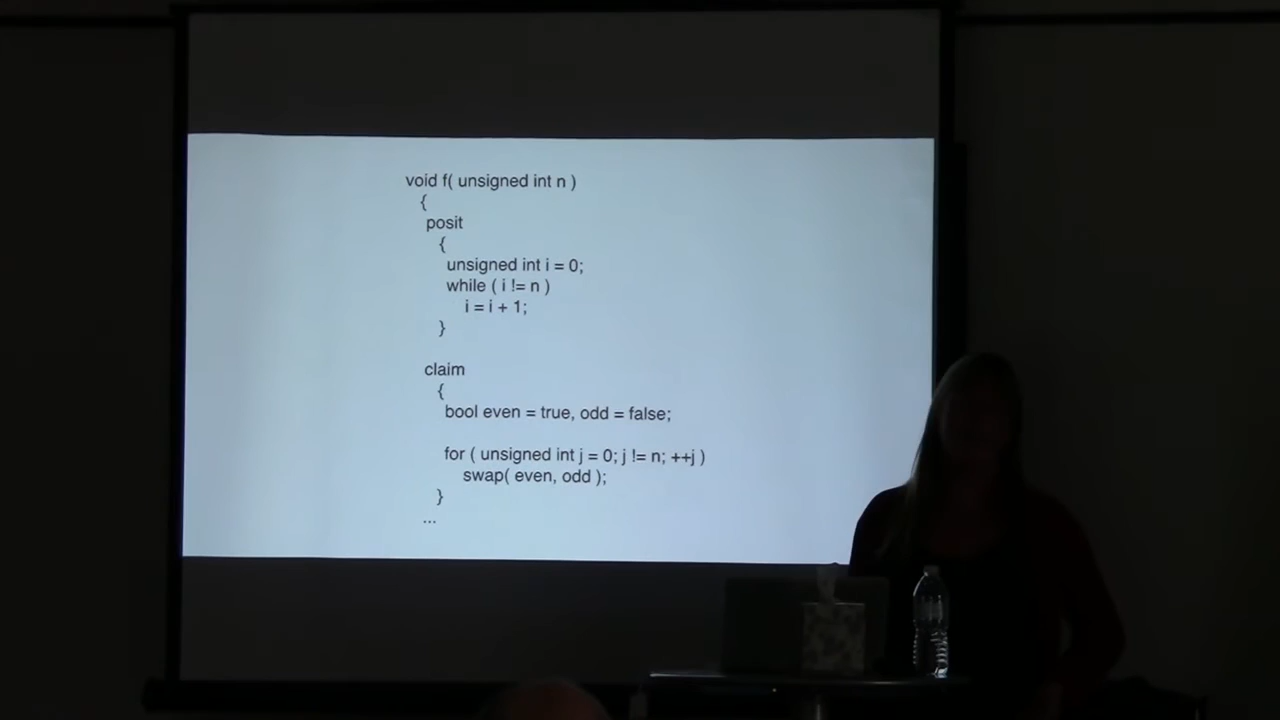 void f( unsigned int n )
{
posit
{
unsigned int i = 0;
while ( i != n )
i = i + 1;
}
claim
{
bool even = true, odd = false;
for ( unsigned int j = 0; j != n; ++j )
swap( even, odd );
}
...